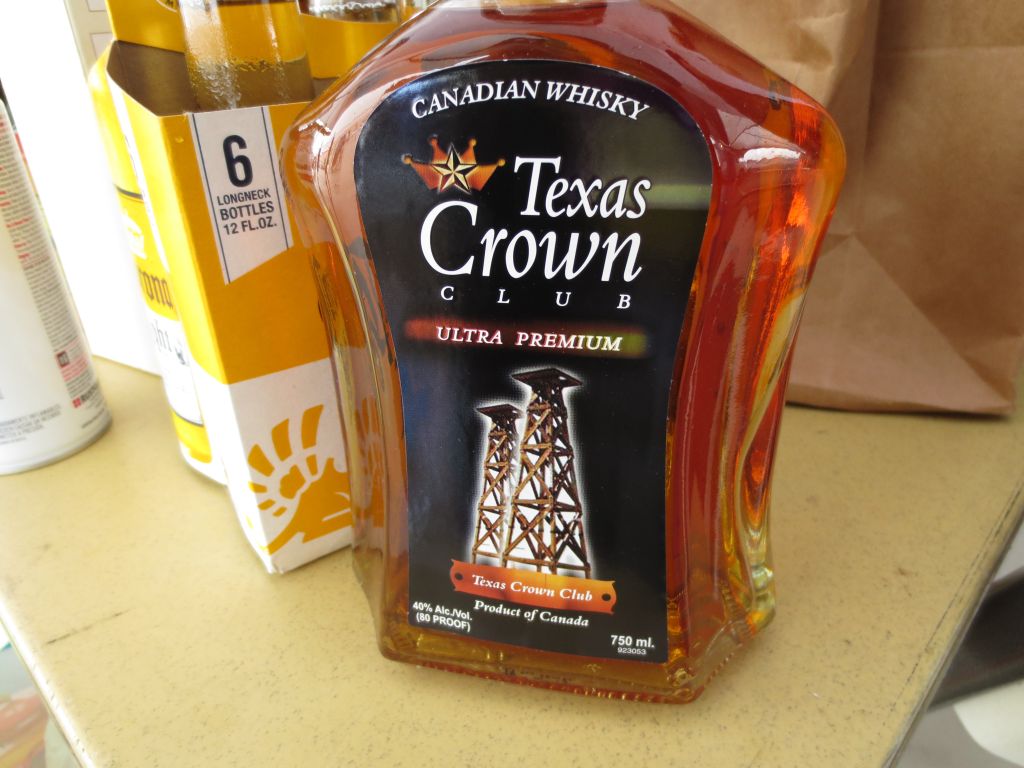 CANADIAN WHISKY
Texas
Crown
CLUB
ULTRA PREMIUM
Texas Crown Club
Product of Canada
40% Alc./Vol.
(80 PROOF)
750 ml.
923053
6
LONGNECK
BOTTLES
12 FL.OZ.